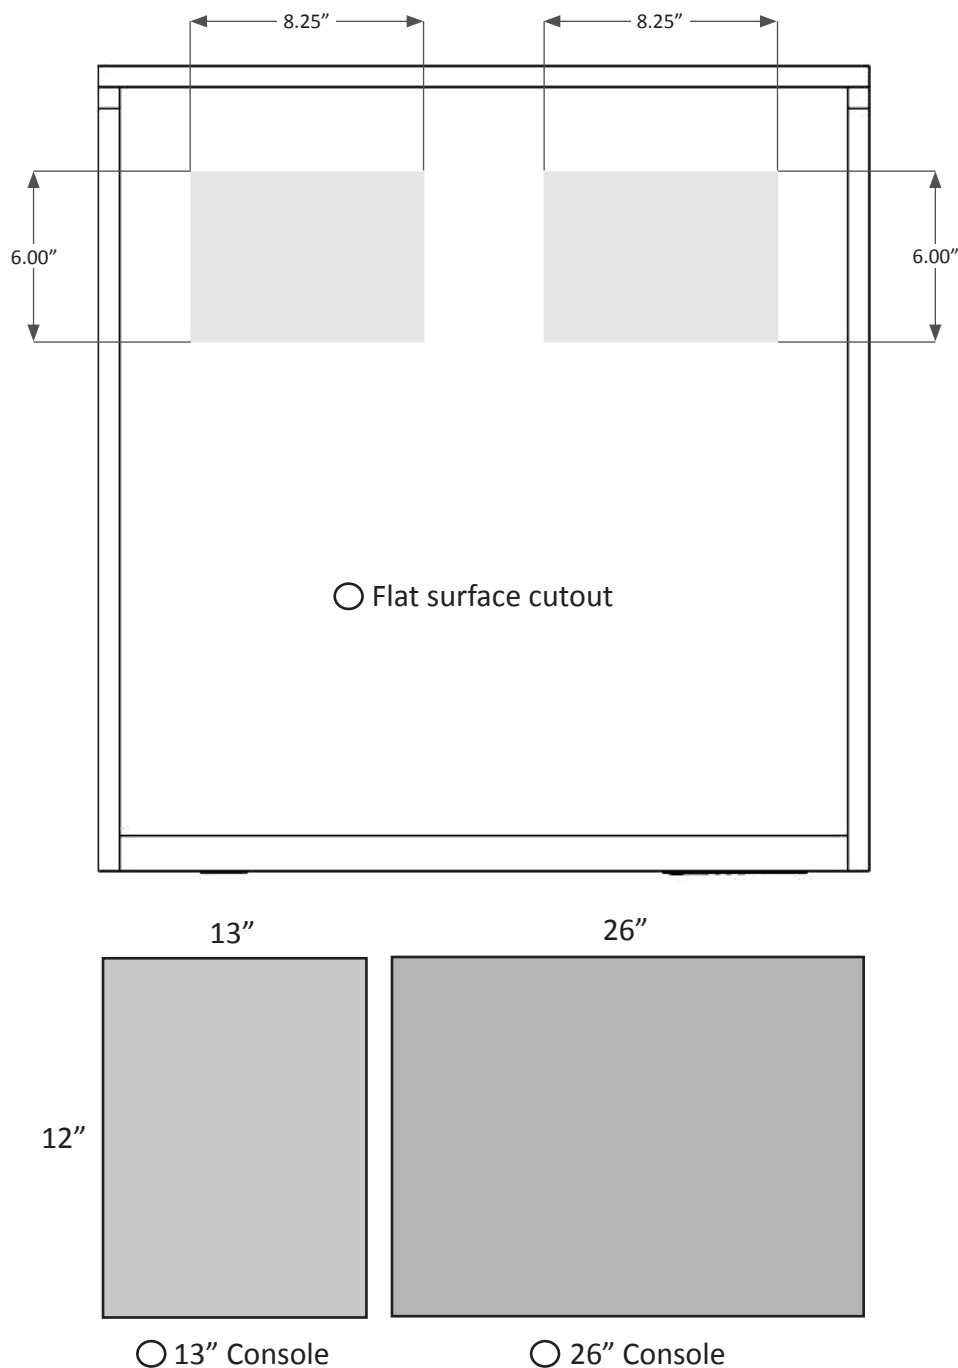 8.25”
8.25”
6.00”
6.00”
Flat surface cutout
13”
26”
12”
13” Console
26” Console